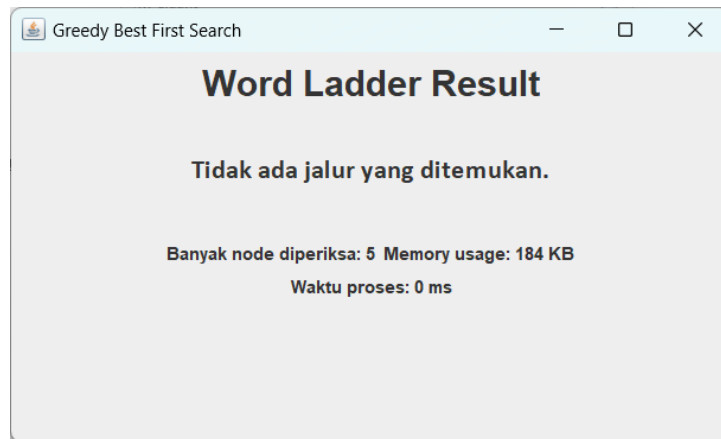 Greedy Best First Search
Word Ladder Result
Tidak ada jalur yang ditemukan.
Banyak node diperiksa: 5 Memory usage: 184 KB
Waktu proses: 0 ms